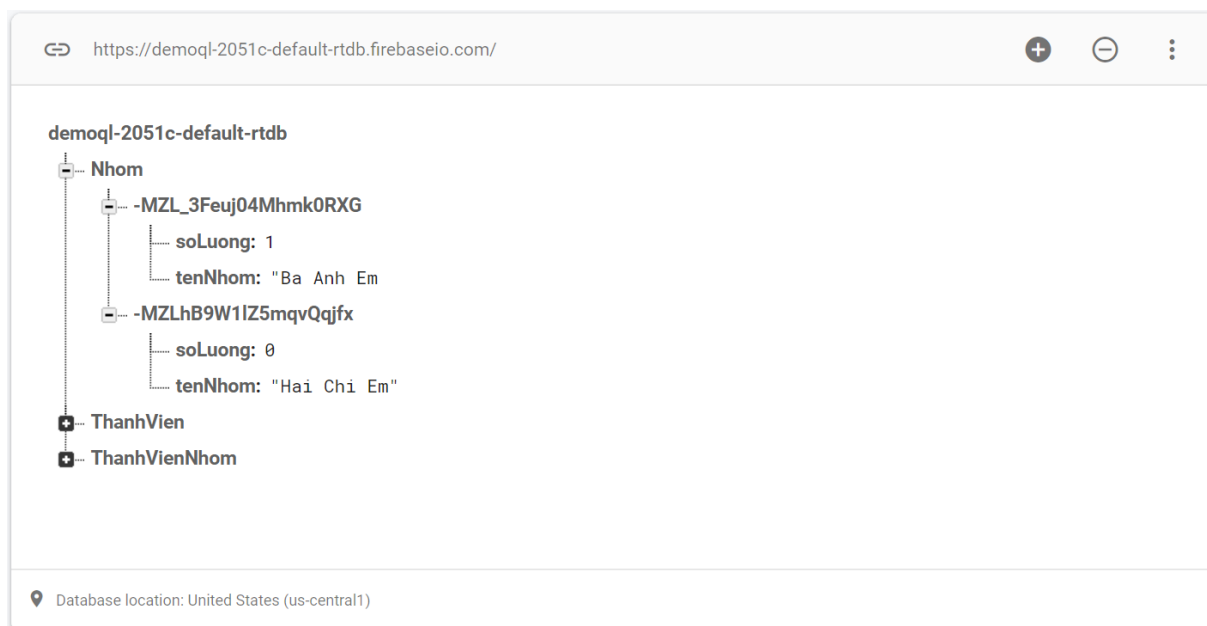 https://demoql-2051c-default-rtdb.firebaseio.com/
demoql-2051c-default-rtdb
Nhom
-MZL_3Feuj04Mhmk0RXG
soLuong: 1
tenNhom: "Ba Anh Em
-MZLhB9W1lZ5mqvQqjfx
soLuong: 0
tenNhom: "Hai Chi Em"
ThanhVien
ThanhVienNhom
Database location: United States (us-central1)